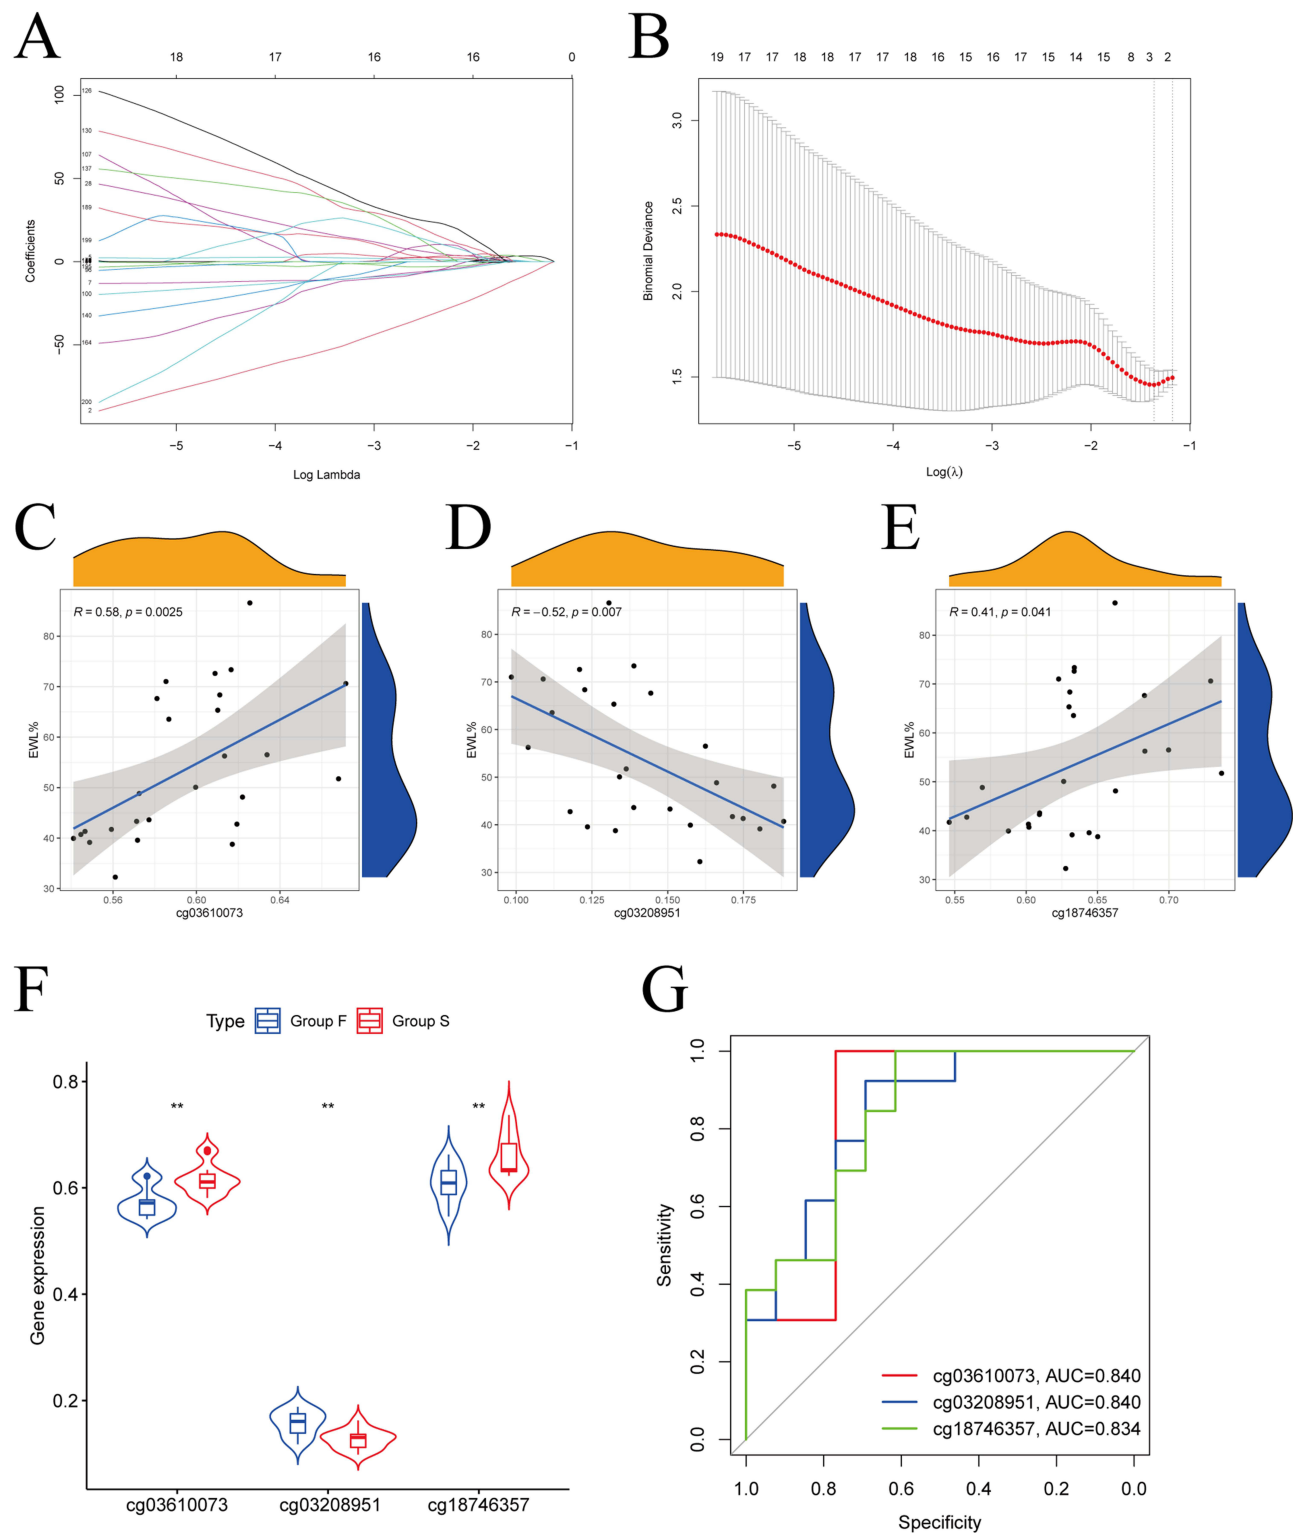 A
18 17 16 16 0
100
50
0
−50
126
130
107
137
28
189
199
7
100
140
164
200
2
Coefficients
−5 −4 −3 −2 −1
Log Lambda
B
19 17 17 18 18 17 17 18 16 15 16 17 15 14 15 8 3 2
3.0
2.5
2.0
1.5
Binomial Deviance
−5 −4 −3 −2 −1
Log(λ)
C
R = 0.58, p = 0.0025
80
70
60
50
40
30
EWL%
0.56 0.60 0.64
cg03610073
D
R = −0.52, p = 0.007
80
70
60
50
40
30
EWL%
0.100 0.125 0.150 0.175
cg03208951
E
R = 0.41, p = 0.041
80
70
60
50
40
30
EWL%
0.55 0.60 0.65 0.70
cg18746357
F
Type Group F Group S
0.8
0.6
0.4
0.2
Gene expression
** ** **
cg03610073 cg03208951 cg18746357
G
1.0
0.8
0.6
0.4
0.2
0.0
Sensitivity
cg03610073, AUC=0.840
cg03208951, AUC=0.840
cg18746357, AUC=0.834
1.0 0.8 0.6 0.4 0.2 0.0
Specificity